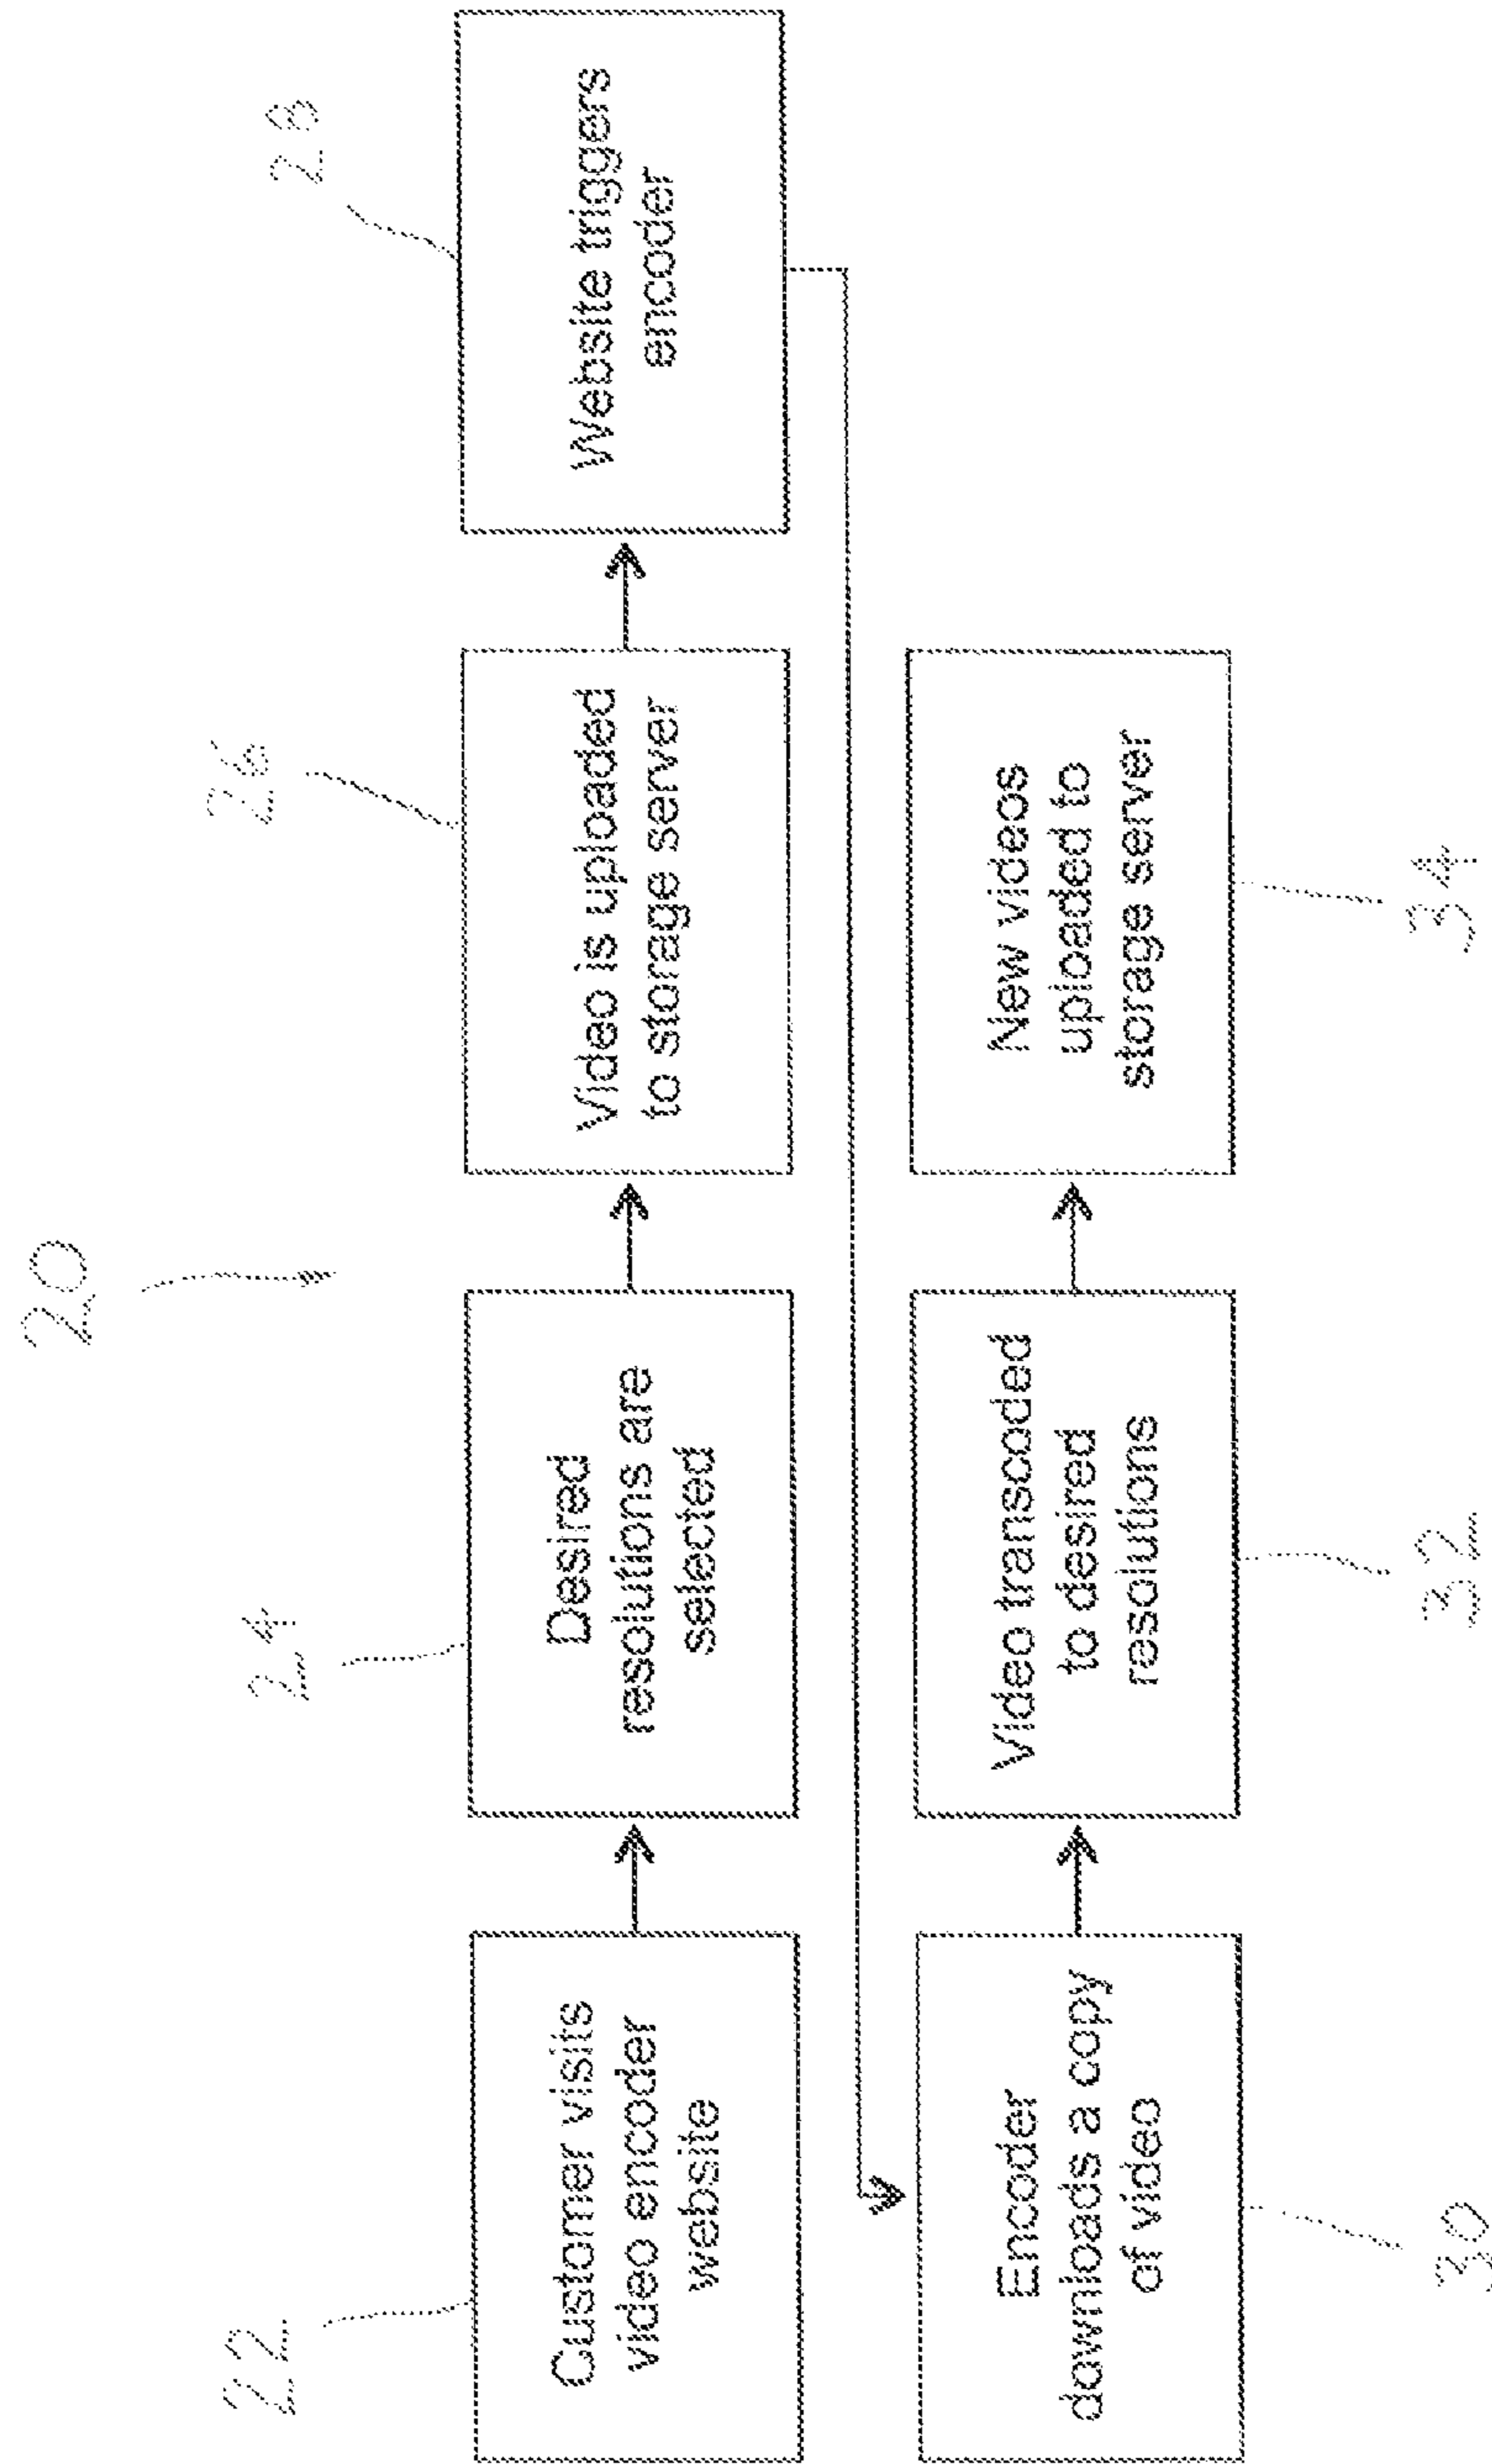 20
22
Customer visits
video encoder
website
24
Desired
resolutions are
selected
26
Video is uploaded
to storage server
28
Website triggers
encoder
Encoder
downloads a copy
of video
30
Video transcoded
to desired
resolutions
32
New videos
uploaded to
storage server
34